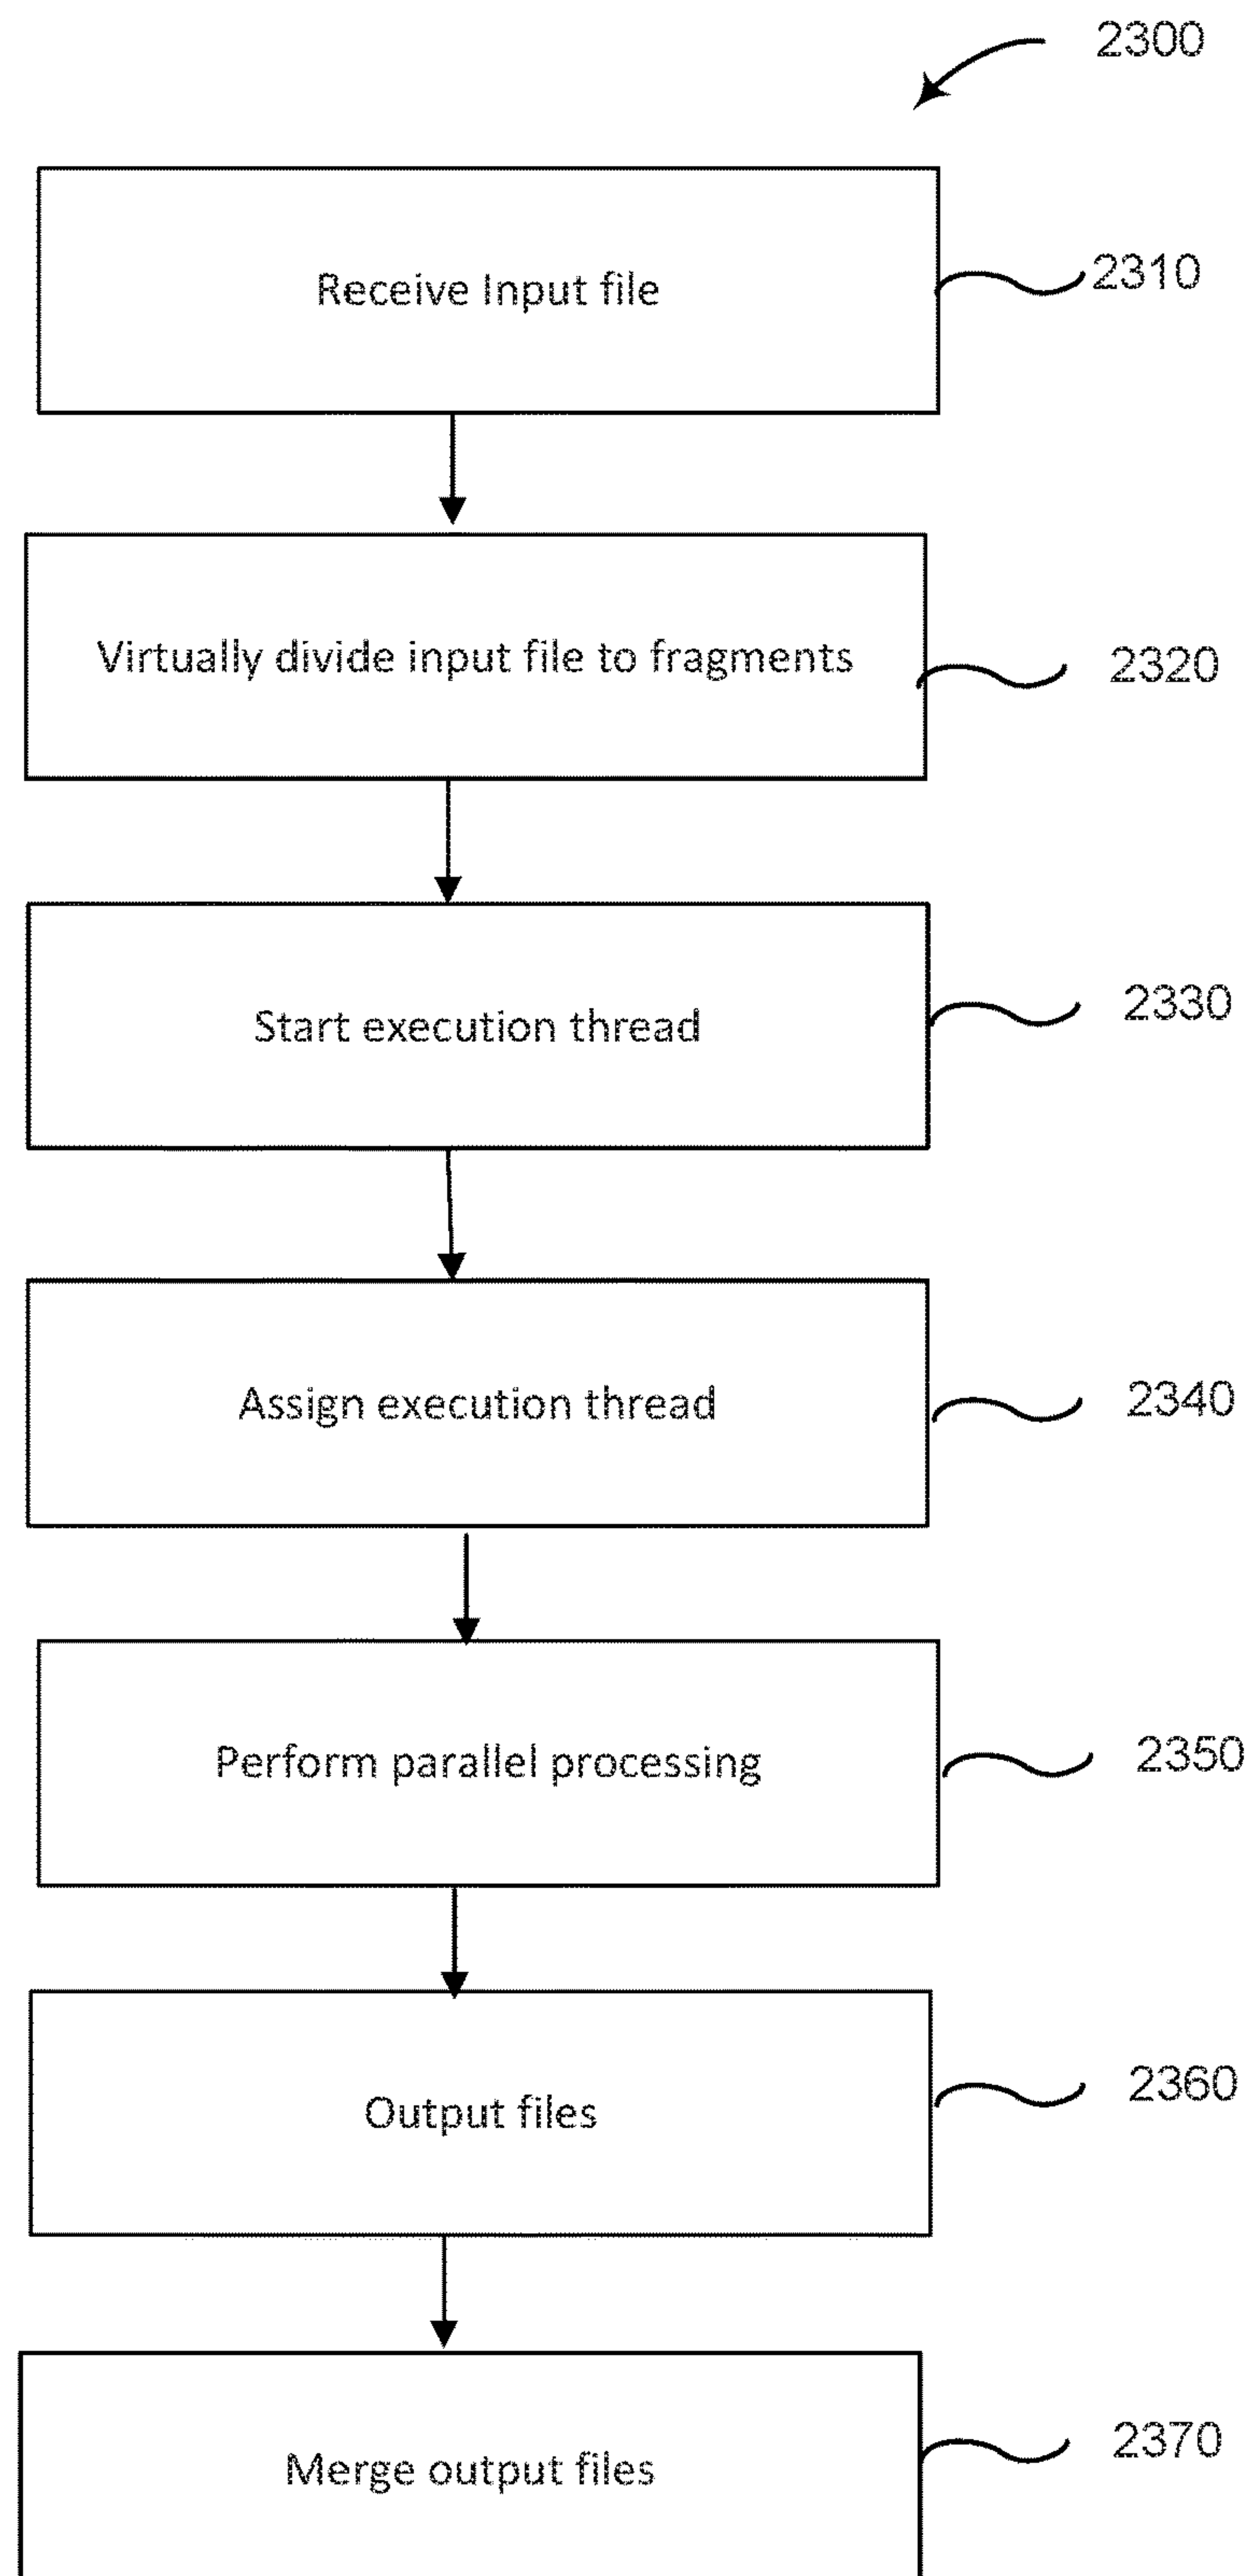 2300
Receive Input file
2310
Virtually divide input file to fragments
2320
Start execution thread
2330
Assign execution thread
2340
Perform parallel processing
2350
Output files
2360
Merge output files
2370